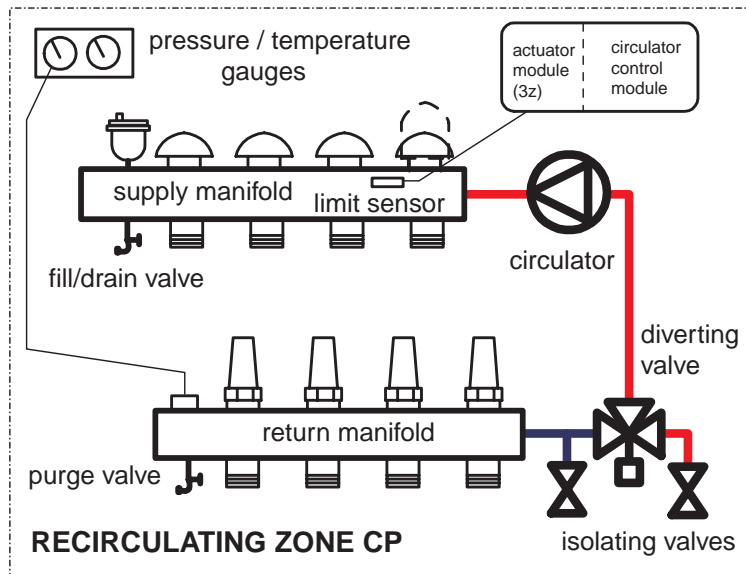 pressure / temperature
gauges
actuator
module
(3z)
circulator
control
module
supply manifold
limit sensor
fill/drain valve
circulator
diverting
valve
return manifold
purge valve
isolating valves
RECIRCULATING ZONE CP